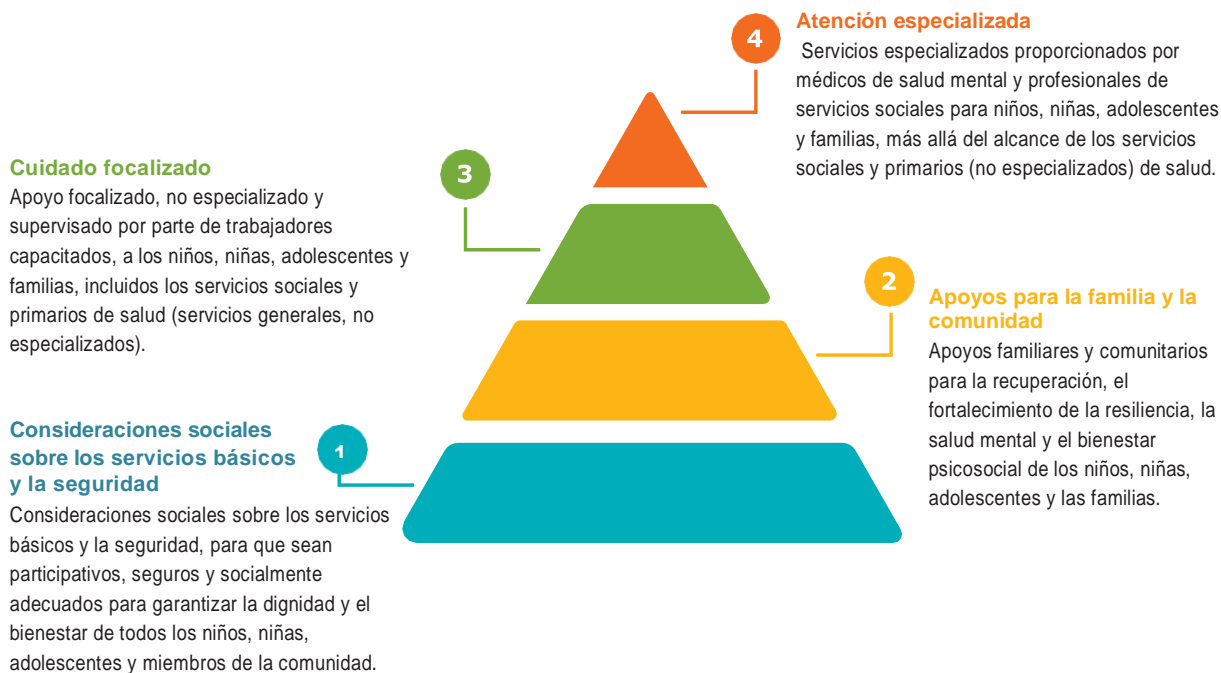 4
Atención especializada
Servicios especializados proporcionados por
médicos de salud mental y profesionales de
servicios sociales para niños, niñas, adolescentes
y familias, más allá del alcance de los servicios
sociales y primarios (no especializados) de salud.
3
Cuidado focalizado
Apoyo focalizado, no especializado y
supervisado por parte de trabajadores
capacitados, a los niños, niñas, adolescentes y
familias, incluidos los servicios sociales y
primarios de salud (servicios generales, no
especializados).
2
Apoyos para la familia y la
comunidad
Apoyos familiares y comunitarios
para la recuperación, el
fortalecimiento de la resiliencia, la
salud mental y el bienestar
psicosocial de los niños, niñas,
adolescentes y las familias.
1
Consideraciones sociales
sobre los servicios básicos
y la seguridad
Consideraciones sociales sobre los servicios
básicos y la seguridad, para que sean
participativos, seguros y socialmente
adecuados para garantizar la dignidad y el
bienestar de todos los niños, niñas,
adolescentes y miembros de la comunidad.